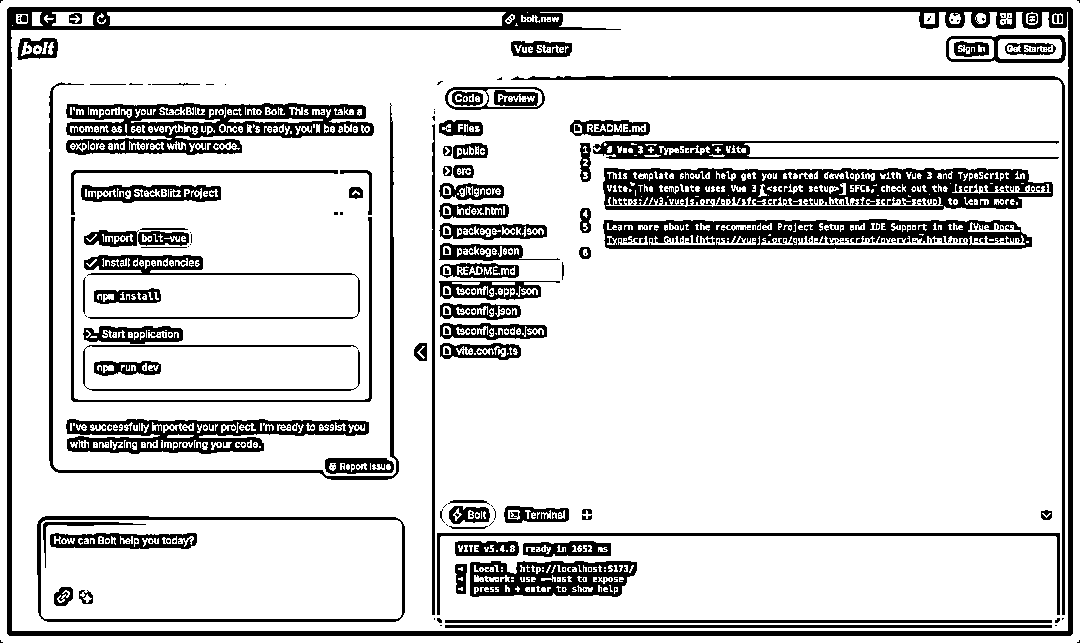 bolt.new
bolt
Vue Starter
Sign In
Get Started
I'm importing your StackBlitz project into Bolt. This may take a
moment as I set everything up. Once it's ready, you'll be able to
explore and interact with your code.
Importing StackBlitz Project
Import bolt-vue
Install dependencies
npm install
Start application
npm run dev
I've successfully imported your project. I'm ready to assist you
with analyzing and improving your code.
Report Issue
How can Bolt help you today?
Code
Preview
Files
public
src
.gitignore
index.html
package-lock.json
package.json
README.md
tsconfig.app.json
tsconfig.json
tsconfig.node.json
vite.config.ts
README.md
1 # Vue 3 + TypeScript + Vite
2
3 This template should help get you started developing with Vue 3 and TypeScript in
Vite. The template uses Vue 3 `<script setup>` SFCs, check out the [script setup docs]
(https://v3.vuejs.org/api/sfc-script-setup.html#sfc-script-setup) to learn more.
4
5 Learn more about the recommended Project Setup and IDE Support in the [Vue Docs
TypeScript Guide](https://vuejs.org/guide/typescript/overview.html#project-setup).
6
Bolt
Terminal
VITE v5.4.8 ready in 2652 ms
Local: http://localhost:5173/
Network: use --host to expose
press h + enter to show help